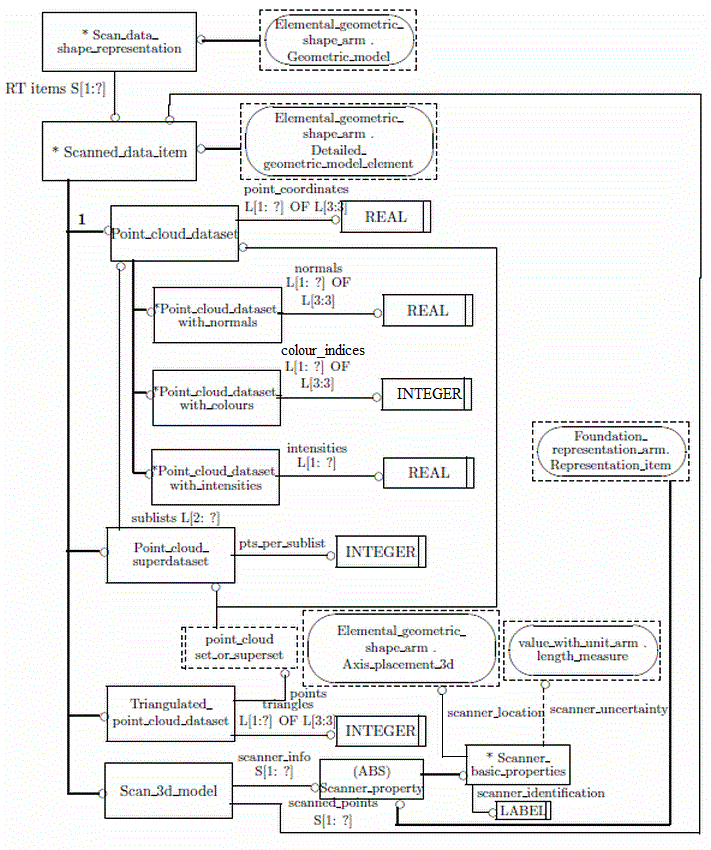 * Scan_data_
shape_representation
Elemental_geometric_
shape_arm .
Geometric_model
RT items S[1:?]
* Scanned_data_item
Elemental_geometric_
shape_arm .
Detailed_
geometric_model_element
1
Point_cloud_dataset
point_coordinates
L[1: ?] OF L[3:3]
REAL
*Point_cloud_dataset
with_normals
normals
L[1: ?] OF
L[3:3]
REAL
*Point_cloud_dataset
with_colours
colour_indices
L[1: ?] OF
L[3:3]
INTEGER
*Point_cloud_dataset
with_intensities
intensities
L[1: ?]
REAL
Foundation_
representation_arm.
Representation_item
sublists L[2: ?]
Point_cloud_
superdataset
pts_per_sublist
INTEGER
point_cloud
set_or_superset
Elemental_geometric_
shape_arm .
Axis_placement_3d
value_with_unit_arm .
length_measure
Triangulated_
point_cloud_dataset
points
triangles
L[1:?] OF L[3:3]
INTEGER
scanner_location
scanner_uncertainty
Scan_3d_model
scanner_info
S[1: ?]
(ABS)
Scanner_property
* Scanner_
basic_properties
scanner_identification
LABEL
scanned_points
S[1: ?]